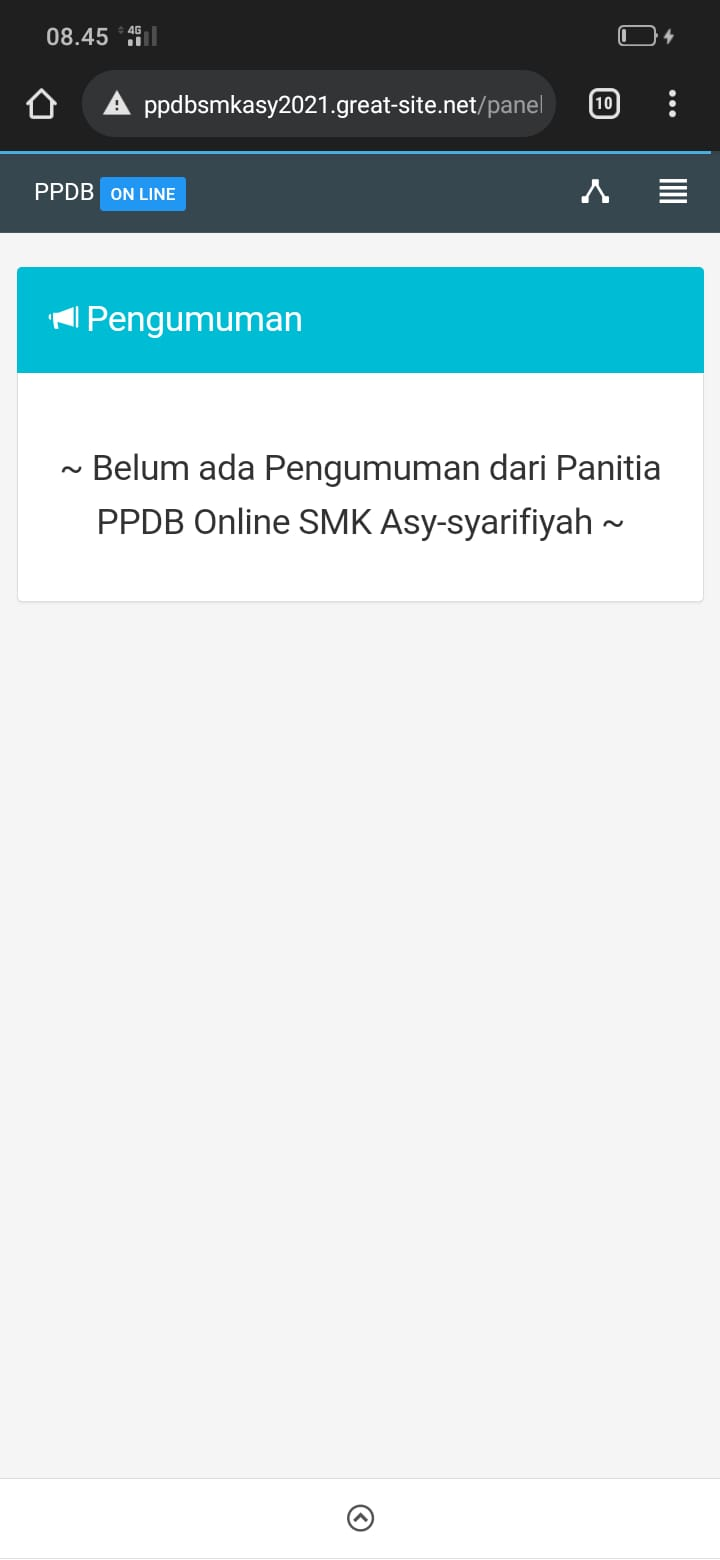 08.45 4G
ppdbsmkasy2021.great-site.net/panel
10
PPDB ON LINE
Pengumuman
~ Belum ada Pengumuman dari Panitia
PPDB Online SMK Asy-syarifiyah ~